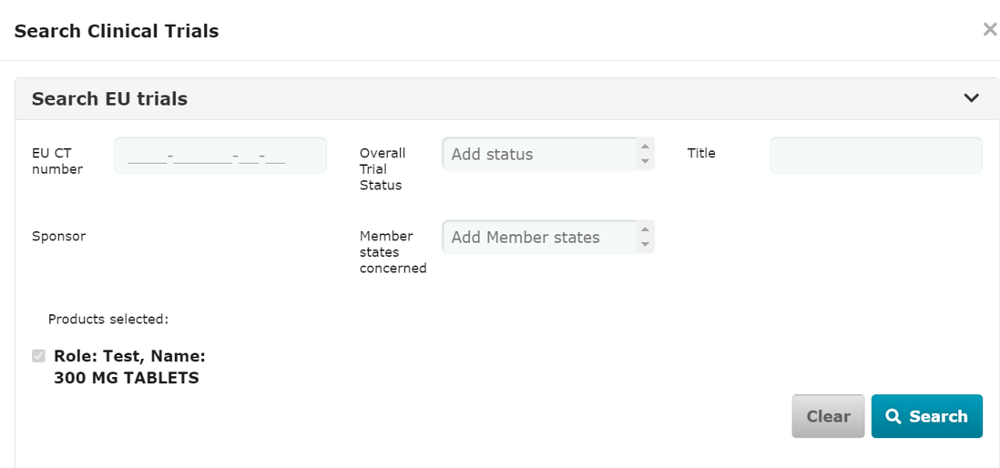 Search Clinical Trials
Search EU trials
EU CT
number
____-______-__-__
Overall
Trial
Status
Add status
Title
Sponsor
Member
states
concerned
Add Member states
Products selected:
Role: Test, Name:
300 MG TABLETS
Clear
Search